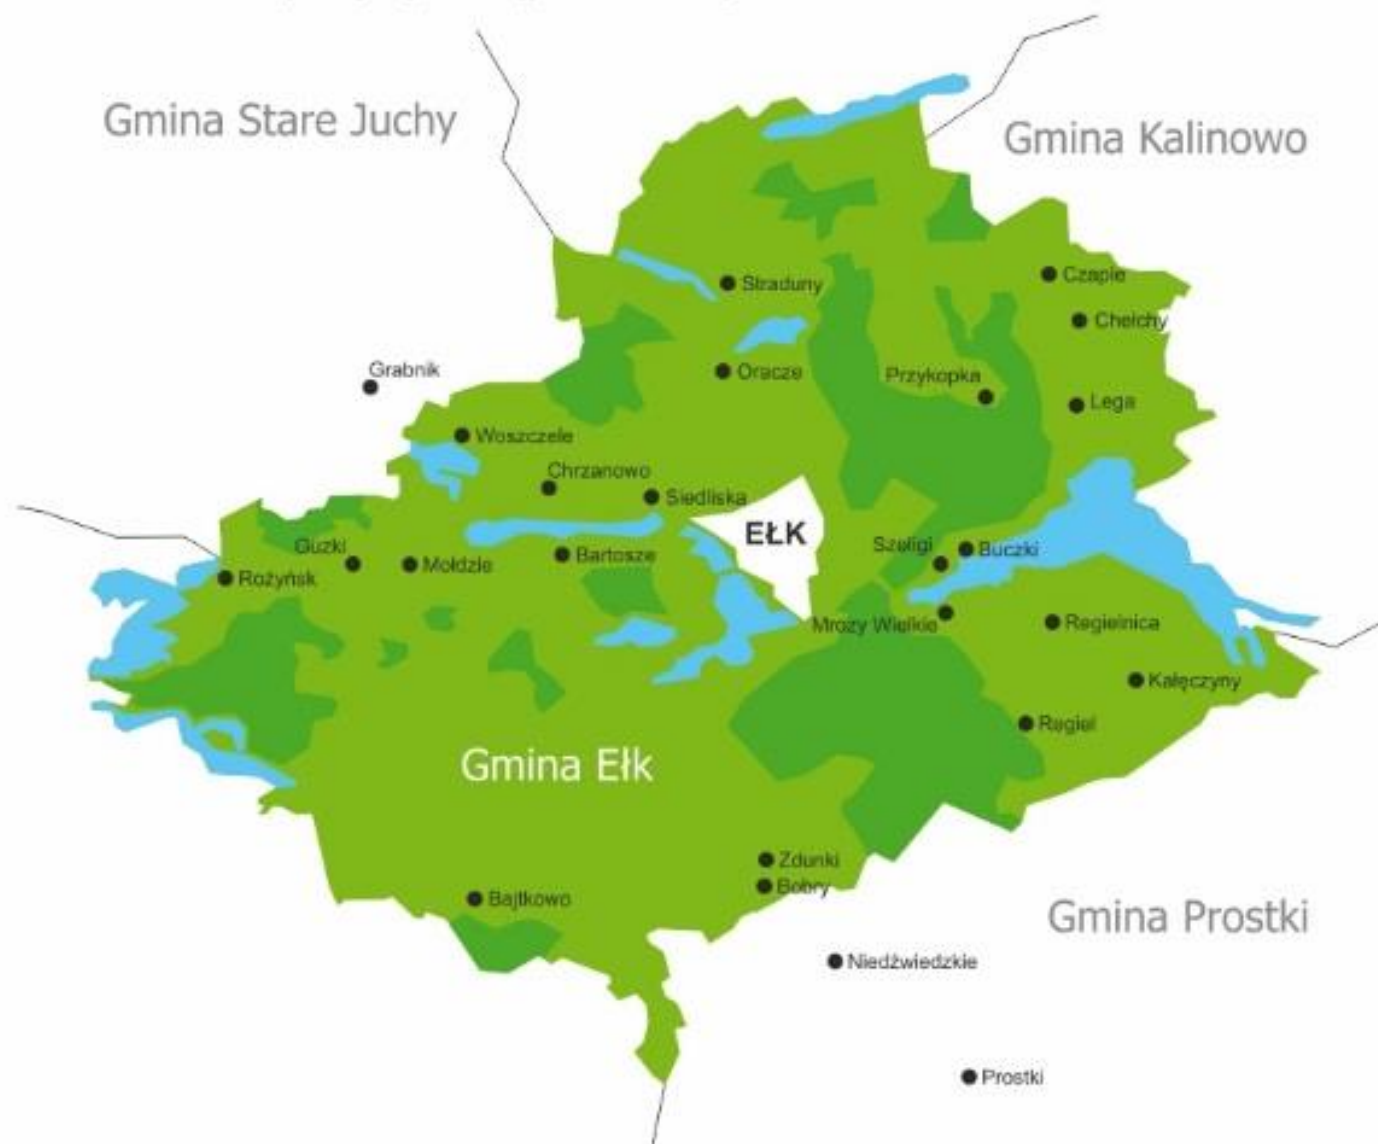 Gmina Stare Juchy
Gmina Kalinowo
Czaple
Straduny
Chełchy
Grabnik
Oracze
Przykopka
Lega
Woszczele
Chrzanowo
Siedliska
EŁK
Guzki
Szeligi
Buczki
Bartosze
Mołdzie
Rożyńsk
Mrozy Wielkie
Regielnica
Kałęczyny
Regiel
Gmina Ełk
Zdunki
Bobry
Bajtkowo
Gmina Prostki
Niedźwiedzkie
Prostki